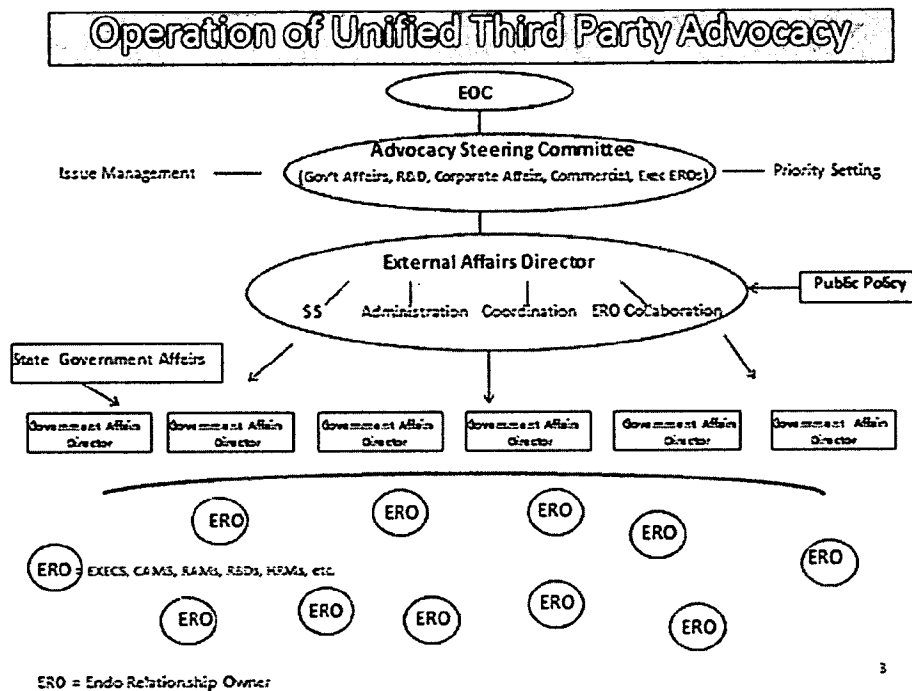 Operation of Unified Third Party Advocacy
EOC
Advocacy Steering Committee
(Gov't Affairs, R&D, Corporate Affairs, Commercial, Exec EROs)
Issue Management
Priority Setting
External Affairs Director
$$ Administration Coordination ERO Collaboration
Public Policy
State Government Affairs
Government Affairs Director
Government Affairs Director
Government Affairs Director
Government Affairs Director
Government Affairs Director
Government Affairs Director
ERO
ERO
ERO
ERO
ERO
ERO = EXECS, CAMS, RAMs, RBDs, etc.
ERO
ERO
ERO
ERO
ERO
3
ERO = Endo Relationship Owner